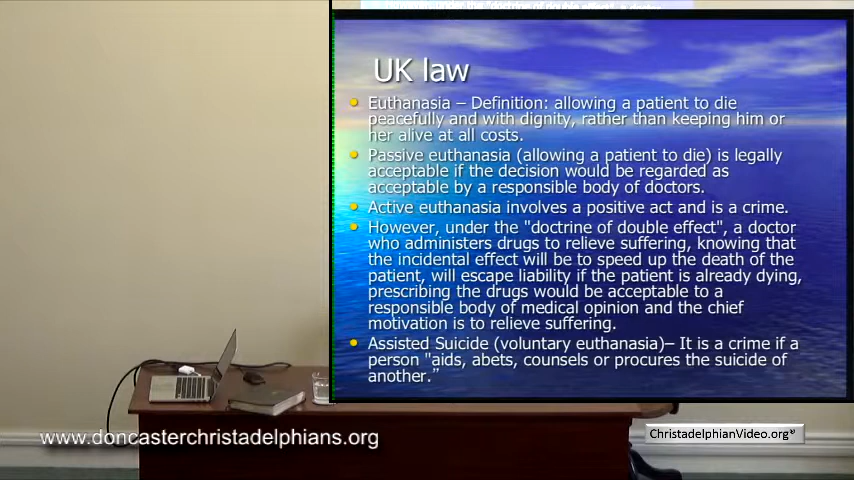 UK law
Euthanasia – Definition: allowing a patient to die
peacefully and with dignity, rather than keeping him or
her alive at all costs.
Passive euthanasia (allowing a patient to die) is legally
acceptable if the decision would be regarded as
acceptable by a responsible body of doctors.
Active euthanasia involves a positive act and is a crime.
However, under the "doctrine of double effect", a doctor
who administers drugs to relieve suffering, knowing that
the incidental effect will be to speed up the death of the
patient, will escape liability if the patient is already dying,
prescribing the drugs would be acceptable to a
responsible body of medical opinion and the chief
motivation is to relieve suffering.
Assisted Suicide (voluntary euthanasia)– It is a crime if a
person "aids, abets, counsels or procures the suicide of
another."
www.doncasterchristadelphians.org
ChristadelphianVideo.org®